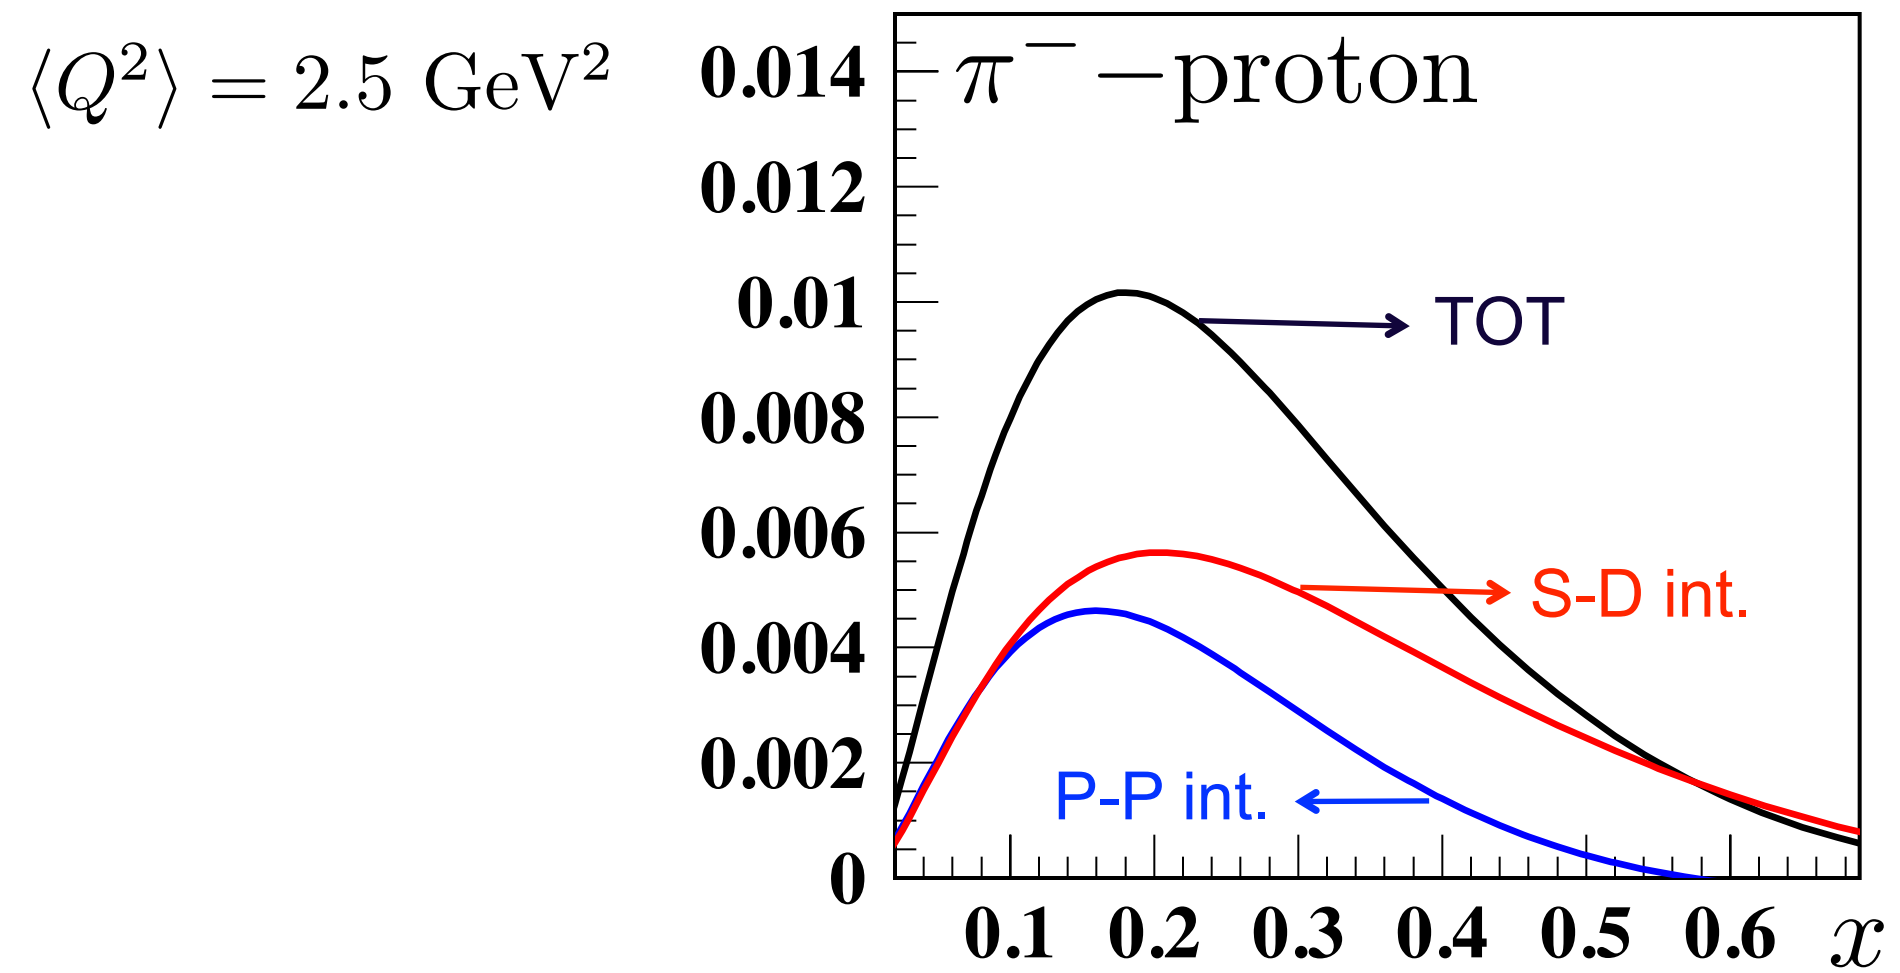 ⟨Q²⟩ = 2.5 GeV²
π⁻−proton
0.014
0.012
0.01
0.008
0.006
0.004
0.002
0
TOT
S-D int.
P-P int.
0.1 0.2 0.3 0.4 0.5 0.6 x